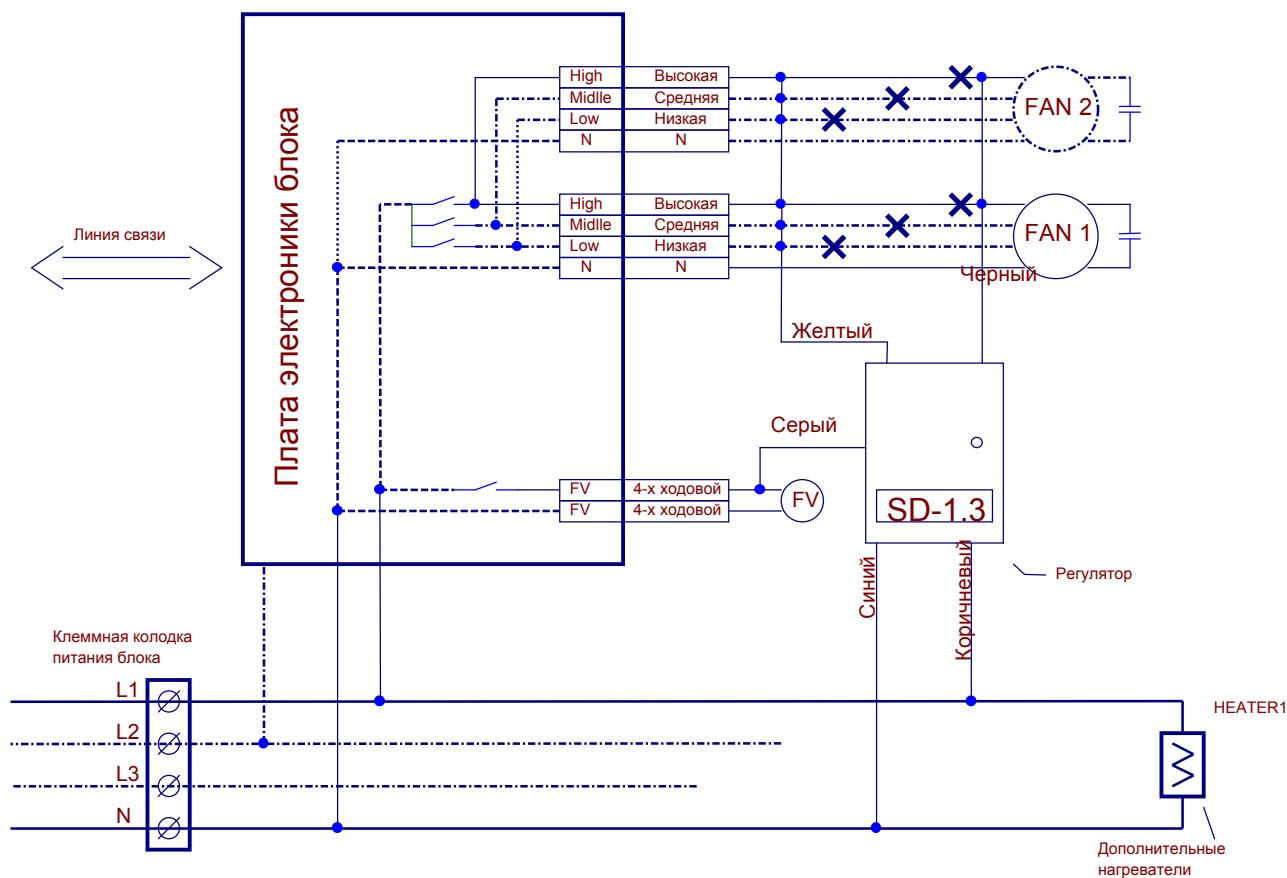 Плата электроники блока
High Высокая
Midlle Средняя
Low Низкая
N N
FAN 2
High Высокая
Midlle Средняя
Low Низкая
N N
FAN 1
Линия связи
Черный
Желтый
Серый
FV 4-х ходовой
FV 4-х ходовой
FV
SD-1.3
Синий
Коричневый
Регулятор
Клеммная колодка
питания блока
L1
L2
L3
N
HEATER1
Дополнительные
нагреватели